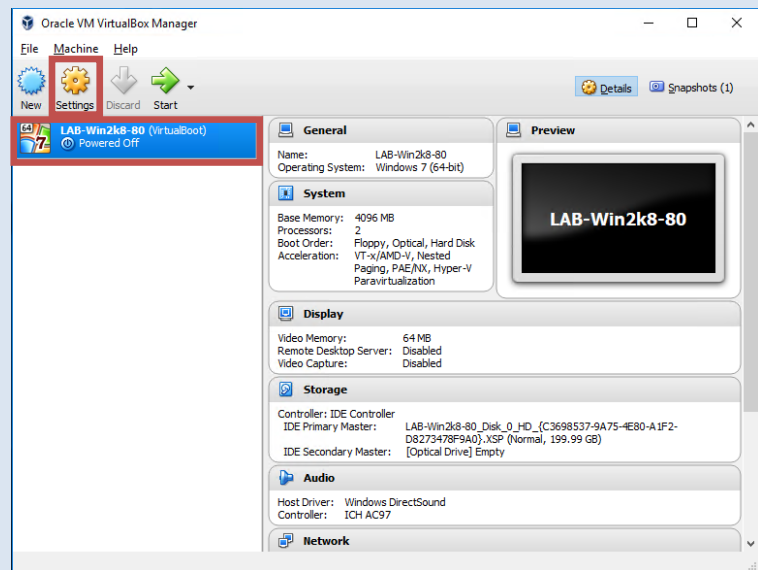 Oracle VM VirtualBox Manager
File Machine Help
New Settings Discard Start
Details Snapshots (1)
64 7 LAB-Win2k8-80 (VirtualBoot)
Powered Off
General
Name: LAB-Win2k8-80
Operating System: Windows 7 (64-bit)
System
Base Memory: 4096 MB
Processors: 2
Boot Order: Floppy, Optical, Hard Disk
Acceleration: VT-x/AMD-V, Nested
Paging, PAE/NX, Hyper-V
Paravirtualization
Preview
LAB-Win2k8-80
Display
Video Memory: 64 MB
Remote Desktop Server: Disabled
Video Capture: Disabled
Storage
Controller: IDE Controller
IDE Primary Master: LAB-Win2k8-80_Disk_0_HD_{C3698537-9A75-4E80-A1F2-
D8273478F9A0}.XSP (Normal, 199.99 GB)
IDE Secondary Master: [Optical Drive] Empty
Audio
Host Driver: Windows DirectSound
Controller: ICH AC97
Network